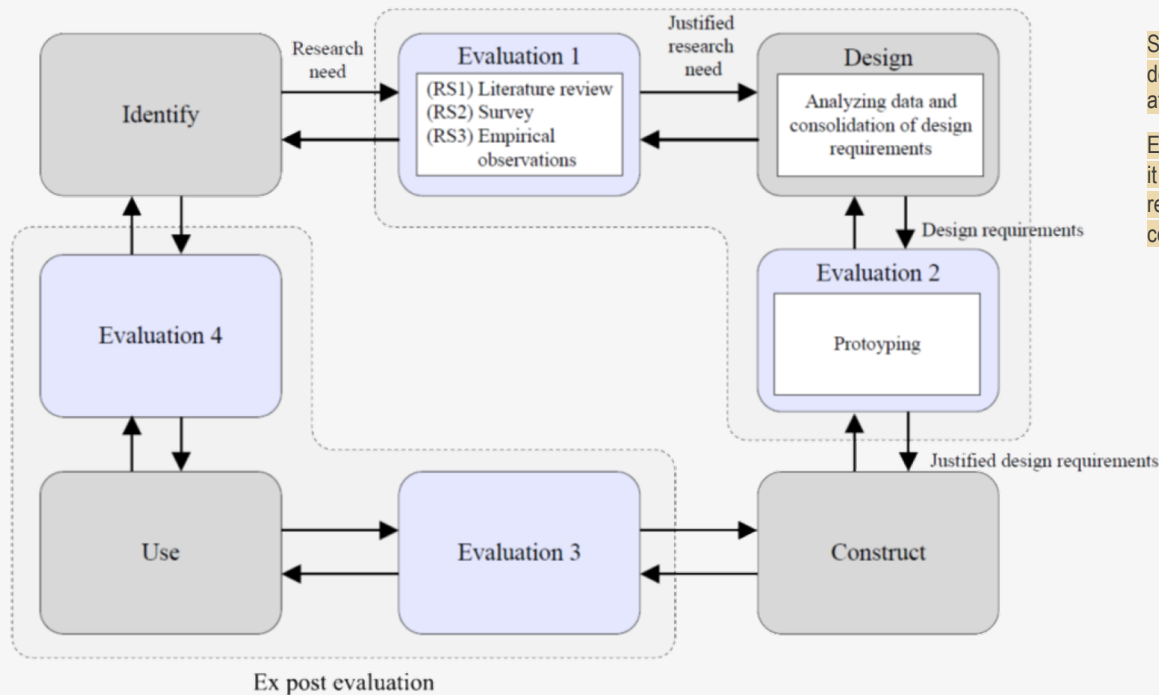 Identify
Research
need
Evaluation 1
(RS1) Literature review
(RS2) Survey
(RS3) Empirical
observations
Justified
research
need
Design
Analyzing data and
consolidation of design
requirements
Design requirements
Evaluation 2
Protoyping
Justified design requirements
Evaluation 4
Use
Evaluation 3
Construct
Ex post evaluation
it